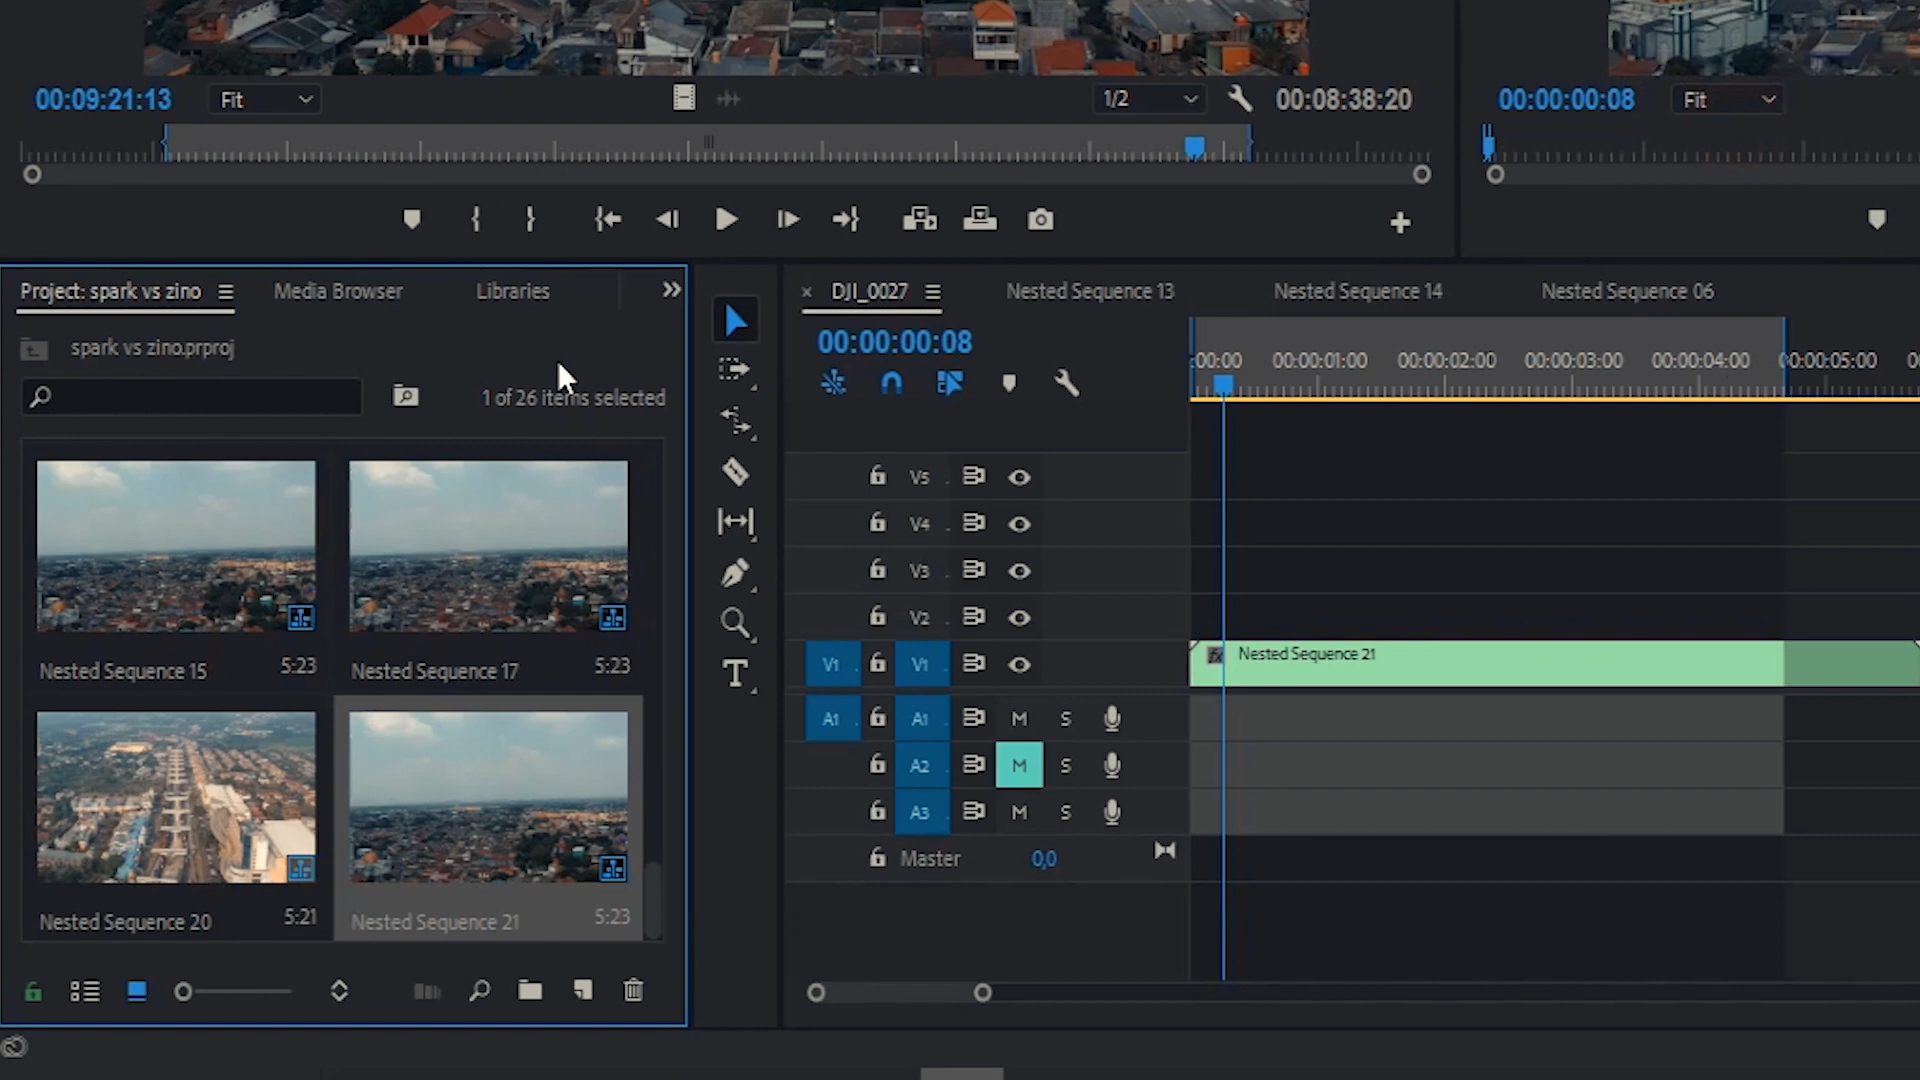 00:09:21:13
Fit
1/2
00:08:38:20
00:00:00:08
Fit
Project: spark vs zino
Media Browser
Libraries
spark vs zino.prproj
1 of 26 items selected
Nested Sequence 15
5:23
Nested Sequence 17
5:23
Nested Sequence 20
5:21
Nested Sequence 21
5:23
× DJI_0027
Nested Sequence 13
Nested Sequence 14
Nested Sequence 06
00:00:00:08
:00:00
00:00:01:00
00:00:02:00
00:00:03:00
00:00:04:00
00:00:05:00
V5
V4
V3
V2
V1
V1
fx
Nested Sequence 21
A1
A1
M
S
A2
M
S
A3
M
S
Master
0,0